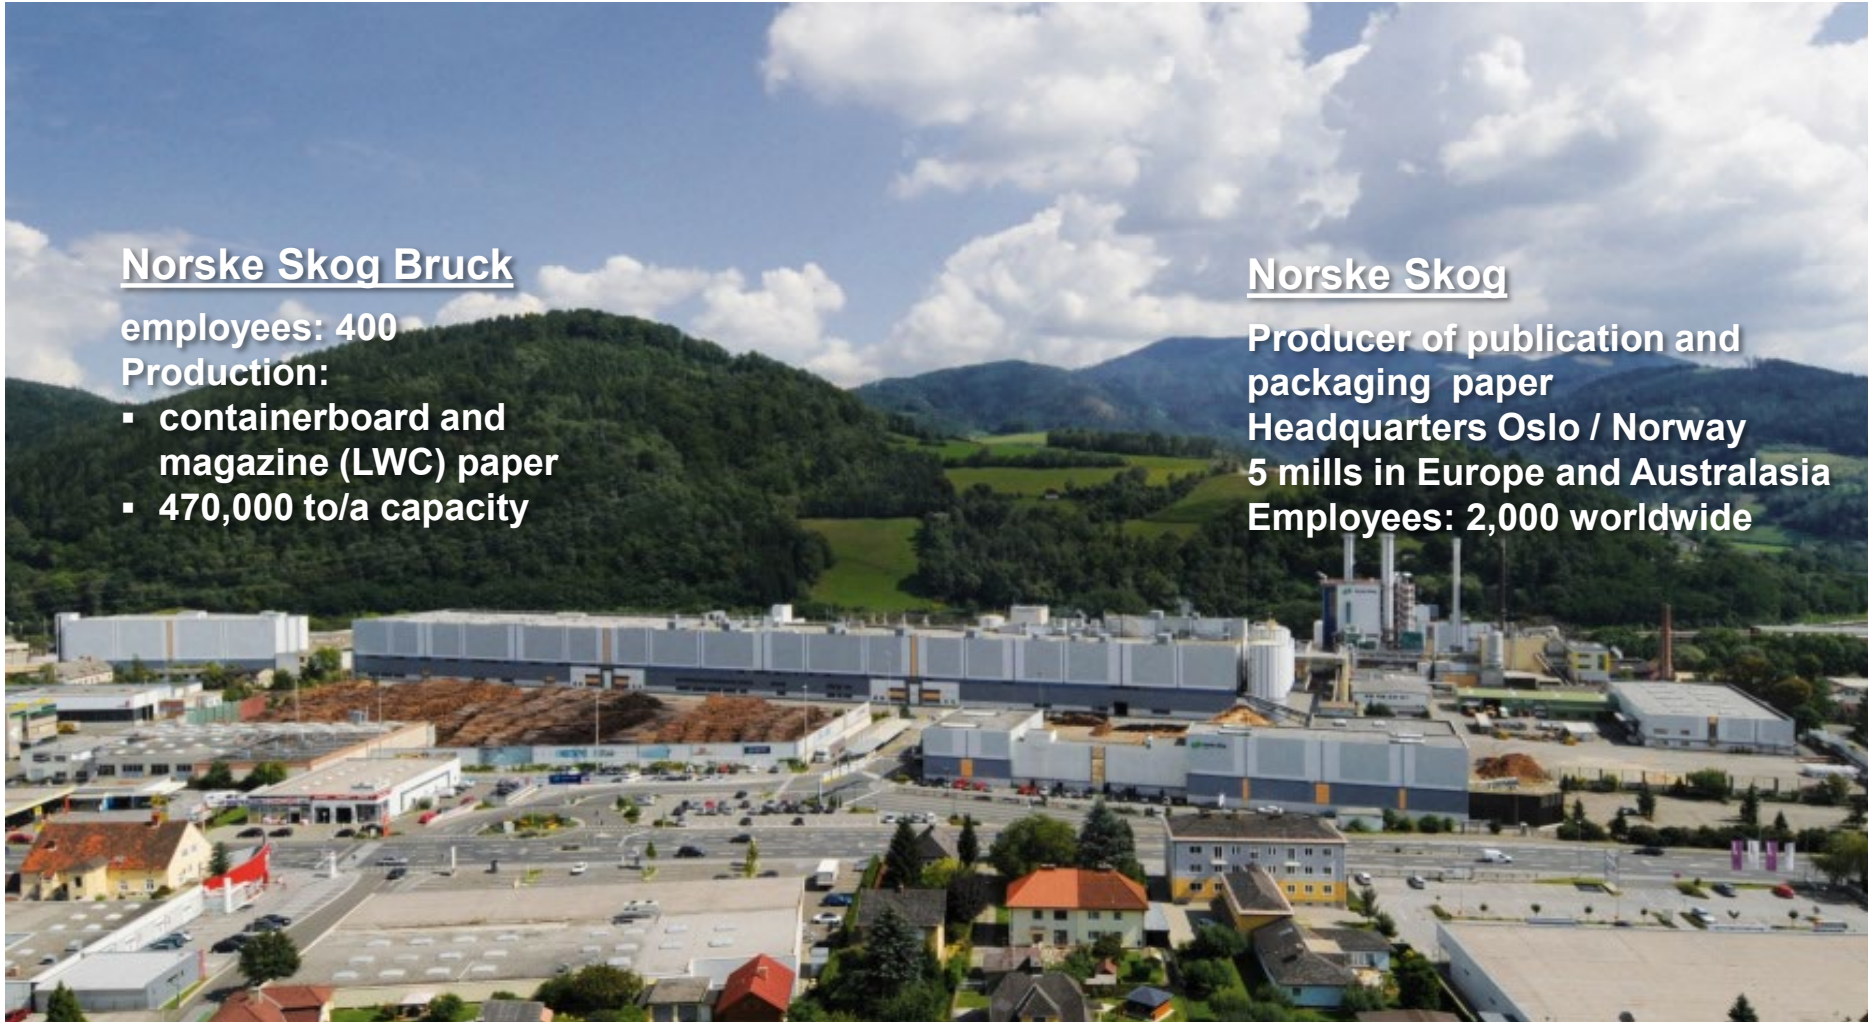 Norske Skog Bruck
employees: 400
Production:
▪ containerboard and
magazine (LWC) paper
▪ 470,000 to/a capacity
Norske Skog
Producer of publication and
packaging  paper
Headquarters Oslo / Norway
5 mills in Europe and Australasia
Employees: 2,000 worldwide